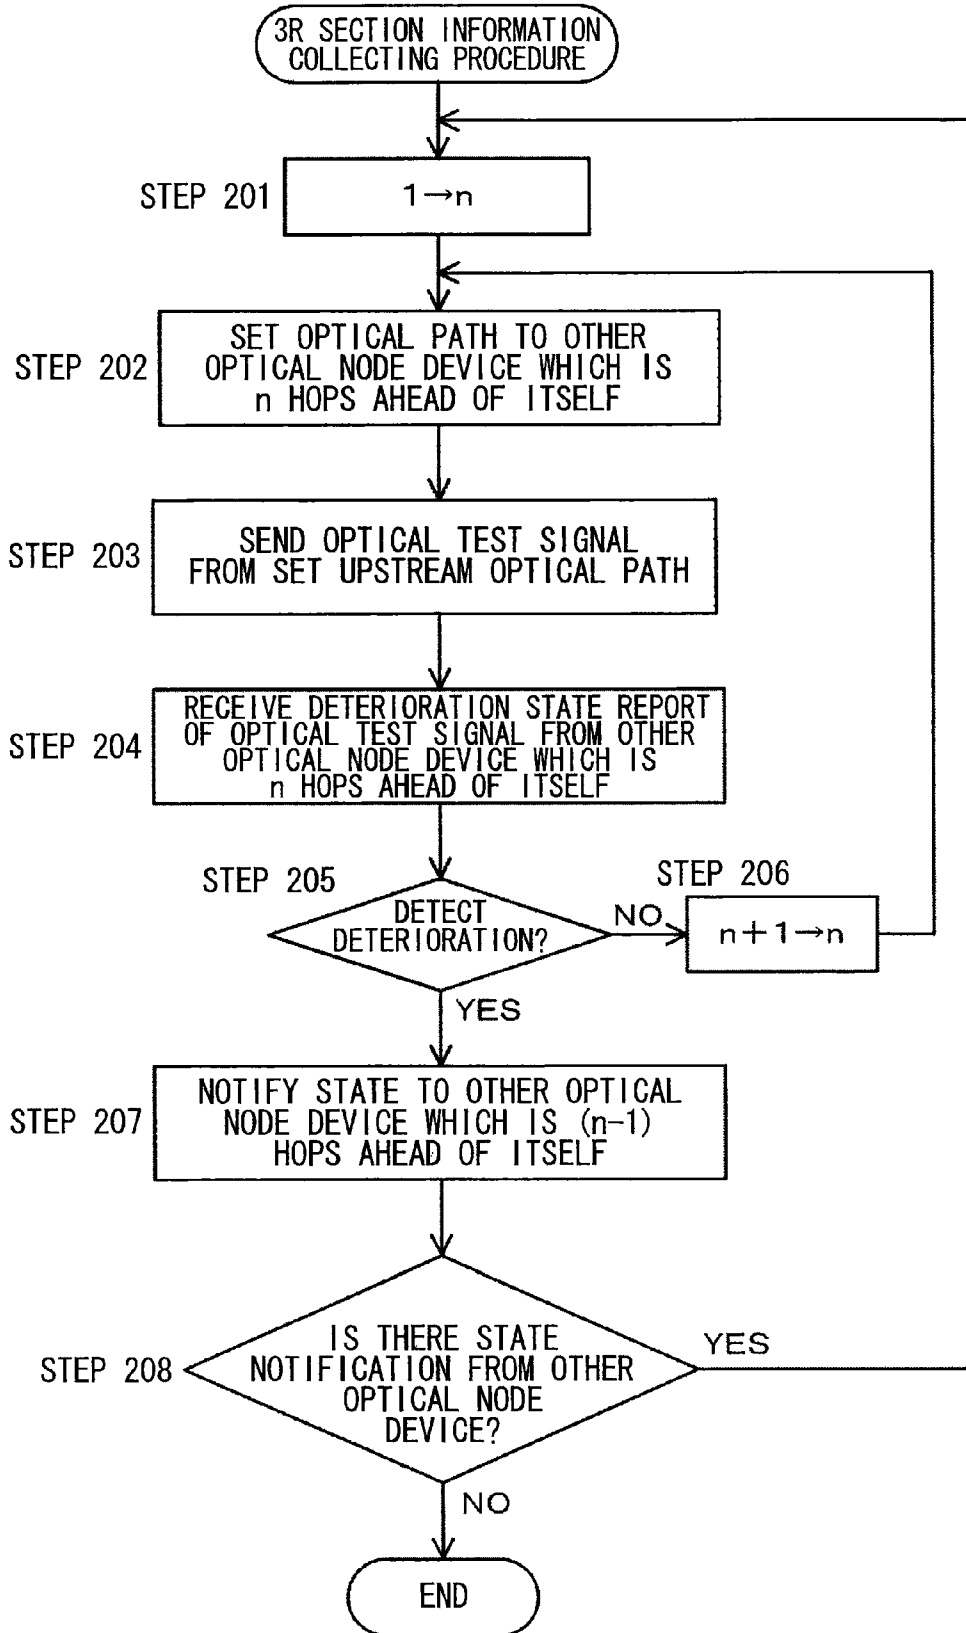 3R SECTION INFORMATION
COLLECTING PROCEDURE
STEP 201
1→n
STEP 202
SET OPTICAL PATH TO OTHER
OPTICAL NODE DEVICE WHICH IS
n HOPS AHEAD OF ITSELF
STEP 203
SEND OPTICAL TEST SIGNAL
FROM SET UPSTREAM OPTICAL PATH
STEP 204
RECEIVE DETERIORATION STATE REPORT
OF OPTICAL TEST SIGNAL FROM OTHER
OPTICAL NODE DEVICE WHICH IS
n HOPS AHEAD OF ITSELF
STEP 205
DETECT
DETERIORATION?
NO
STEP 206
n+1→n
YES
STEP 207
NOTIFY STATE TO OTHER OPTICAL
NODE DEVICE WHICH IS (n-1)
HOPS AHEAD OF ITSELF
STEP 208
IS THERE STATE
NOTIFICATION FROM OTHER
OPTICAL NODE
DEVICE?
YES
NO
END